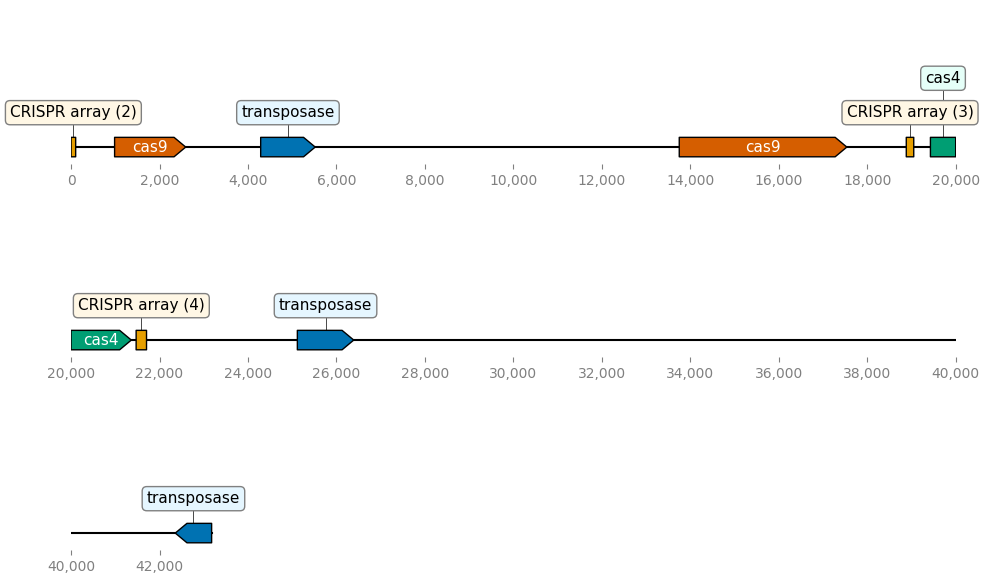 cas4
CRISPR array (2) transposase CRISPR array (3)
cas9 cas9
0 2,000 4,000 6,000 8,000 10,000 12,000 14,000 16,000 18,000 20,000
CRISPR array (4) transposase
cas4
20,000 22,000 24,000 26,000 28,000 30,000 32,000 34,000 36,000 38,000 40,000
transposase
40,000 42,000